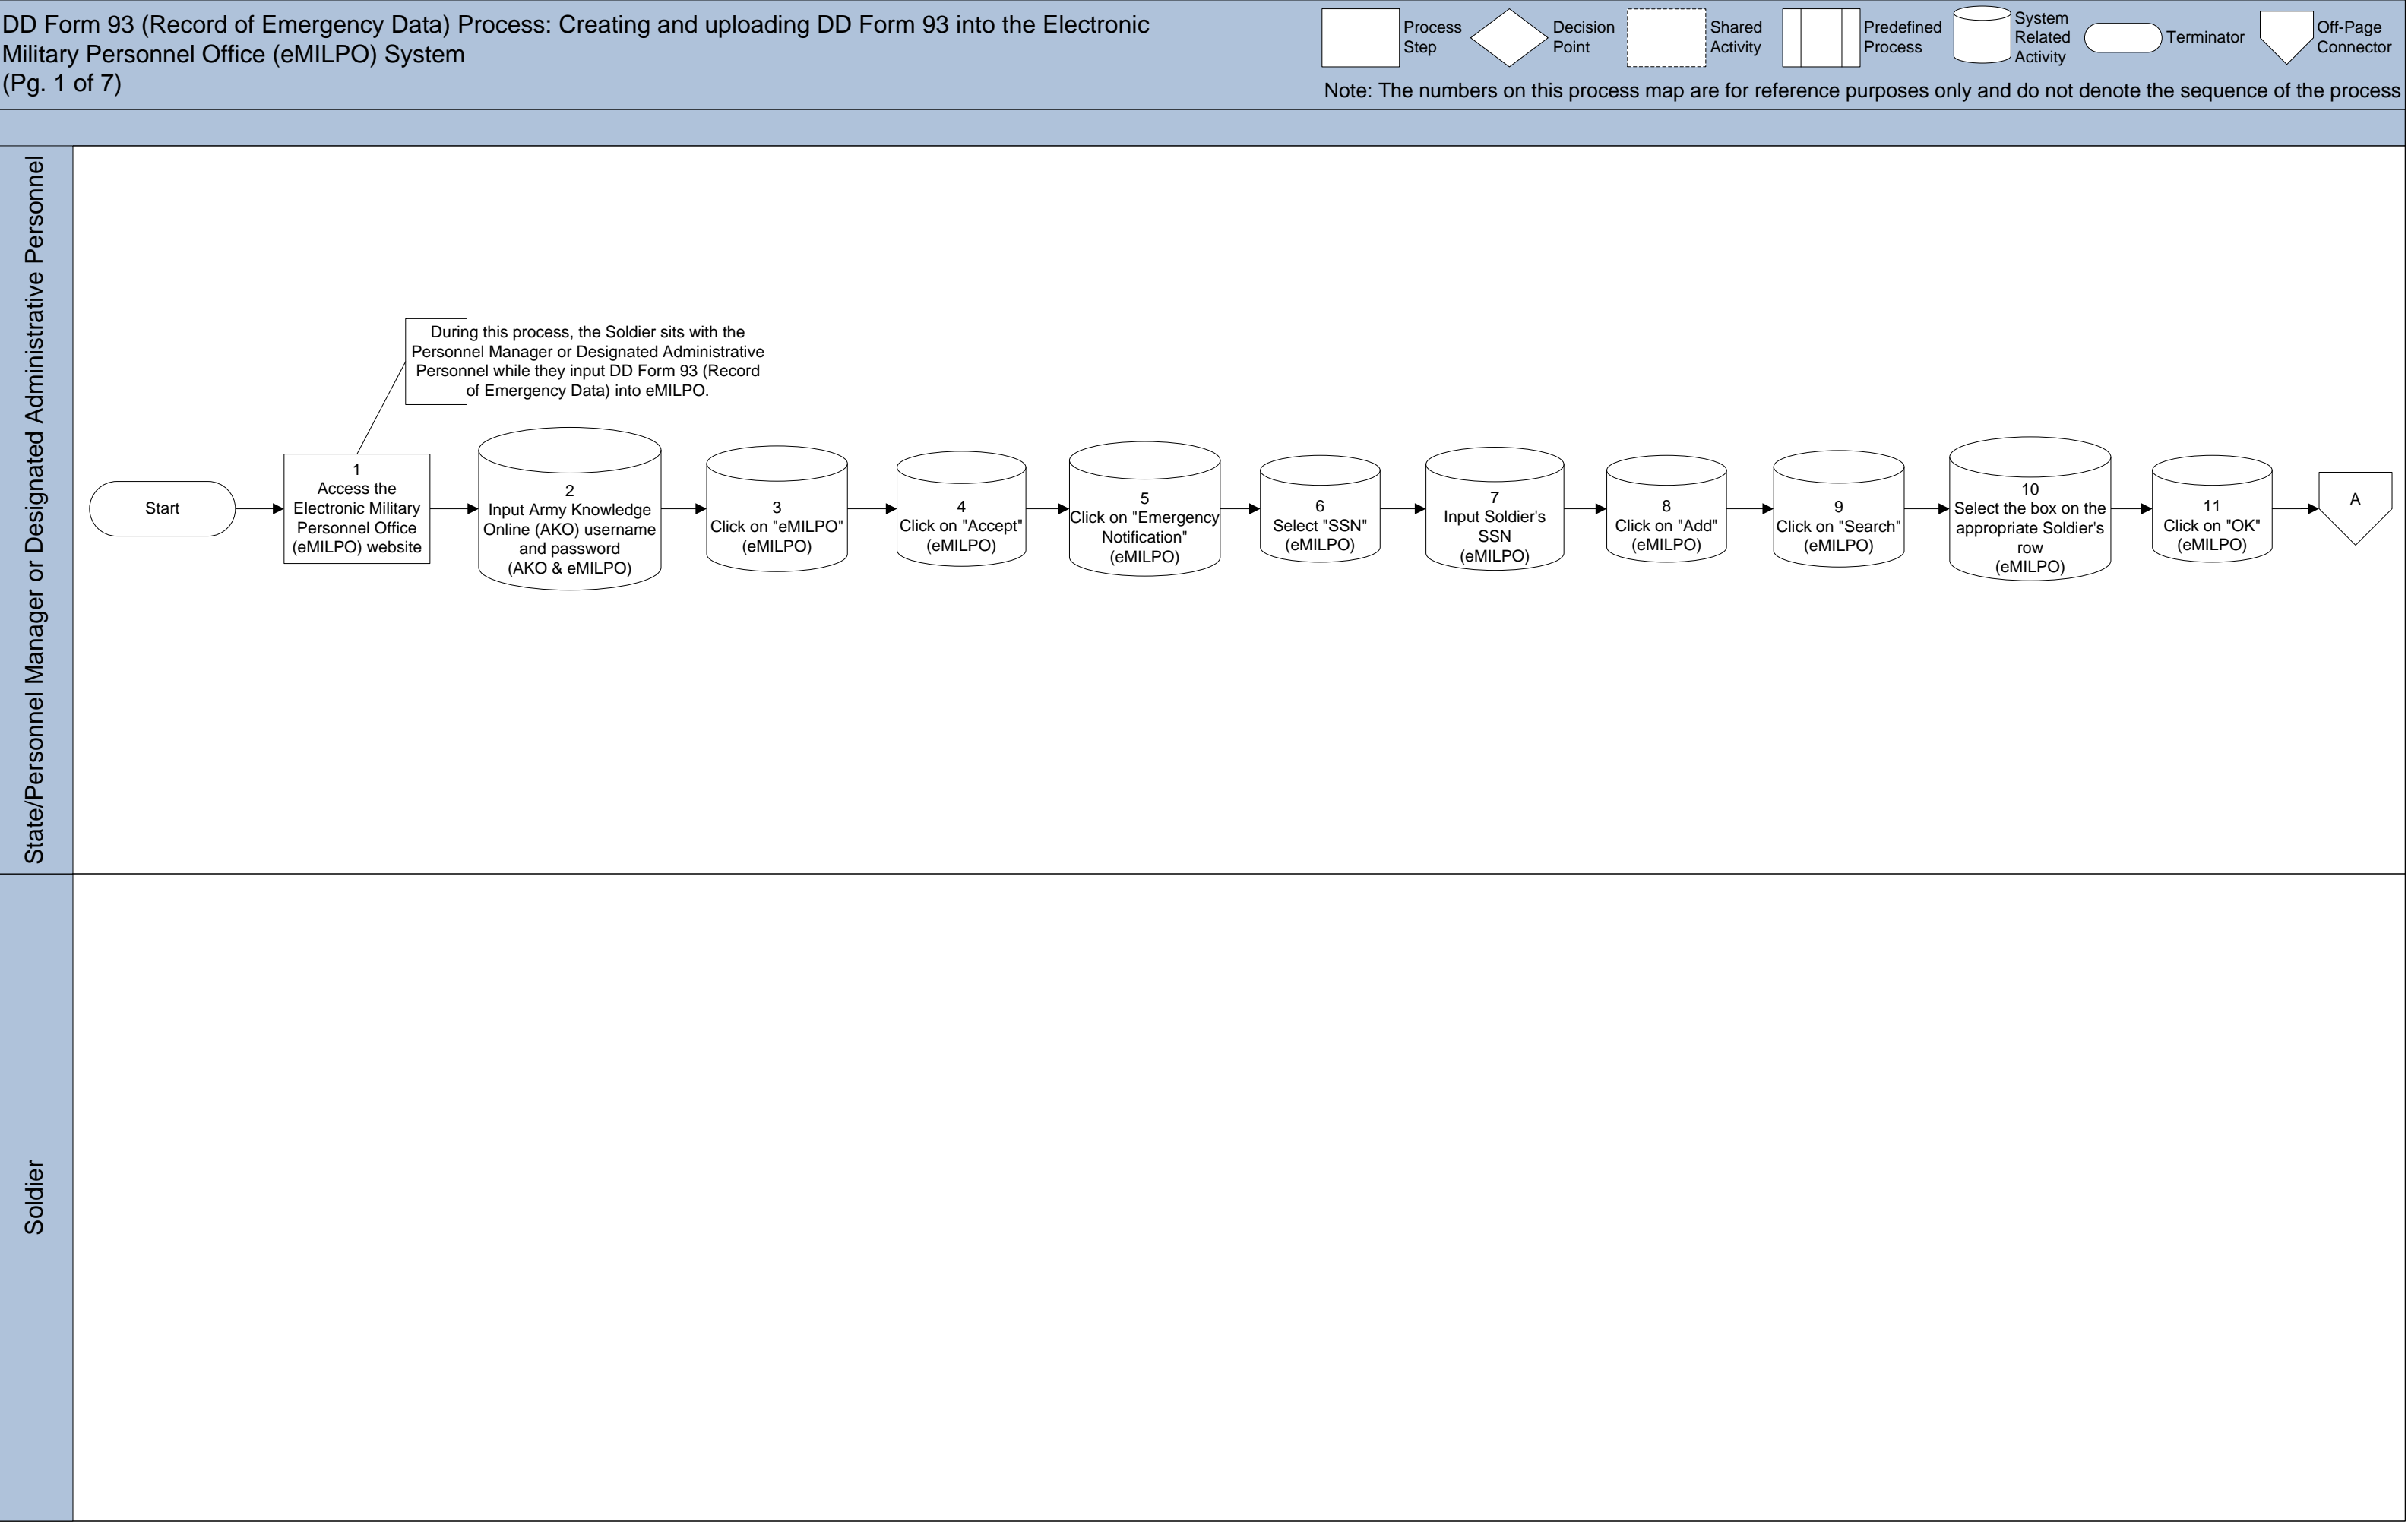 DD Form 93 (Record of Emergency Data) Process: Creating and uploading DD Form 93 into the Electronic
Military Personnel Office (eMILPO) System
(Pg. 1 of 7)
Process
Step
Decision
Point
Shared
Activity
Predefined
Process
System
Related
Activity
Terminator
Off-Page
Connector
Note: The numbers on this process map are for reference purposes only and do not denote the sequence of the process
State/Personnel Manager or Designated Administrative Personnel
During this process, the Soldier sits with the
Personnel Manager or Designated Administrative
Personnel while they input DD Form 93 (Record
of Emergency Data) into eMILPO.
Start
1
Access the
Electronic Military
Personnel Office
(eMILPO) website
2
Input Army Knowledge
Online (AKO) username
and password
(AKO & eMILPO)
3
Click on "eMILPO"
(eMILPO)
4
Click on "Accept"
(eMILPO)
5
Click on "Emergency
Notification"
(eMILPO)
6
Select "SSN"
(eMILPO)
7
Input Soldier's
SSN
(eMILPO)
8
Click on "Add"
(eMILPO)
9
Click on "Search"
(eMILPO)
10
Select the box on the
appropriate Soldier's
row
(eMILPO)
11
Click on "OK"
(eMILPO)
A
Soldier